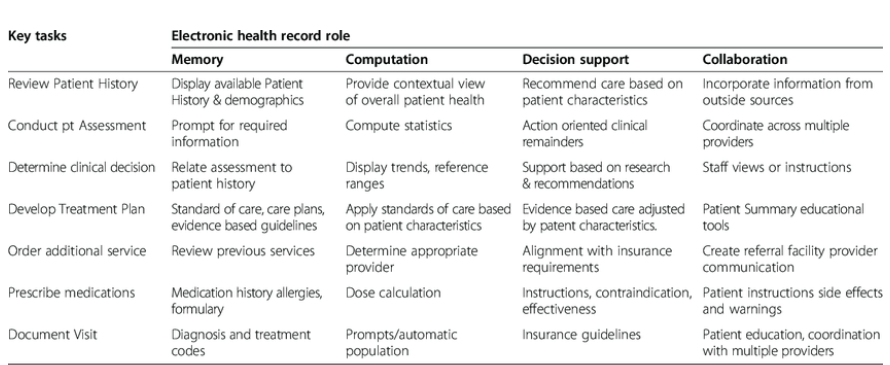 Key tasks Electronic health record role
Memory Computation Decision support Collaboration
Review Patient History Display available Patient Provide contextual view Recommend care based on Incorporate information from
History & demographics of overall patient health patient characteristics outside sources
Conduct pt Assessment Prompt for required Compute statistics Action oriented clinical Coordinate across multiple
information remainders providers
Determine clinical decision Relate assessment to Display trends, reference Support based on research Staff views or instructions
patient history ranges & recommendations
Develop Treatment Plan Standard of care, care plans, Apply standards of care based Evidence based care adjusted Patient Summary educational
evidence based guidelines on patient characteristics by patent characteristics. tools
Order additional service Review previous services Determine appropriate Alignment with insurance Create referral facility provider
provider requirements communication
Prescribe medications Medication history allergies, Dose calculation Instructions, contraindication, Patient instructions side effects
formulary effectiveness and warnings
Document Visit Diagnosis and treatment Prompts/automatic Insurance guidelines Patient education, coordination
codes population with multiple providers